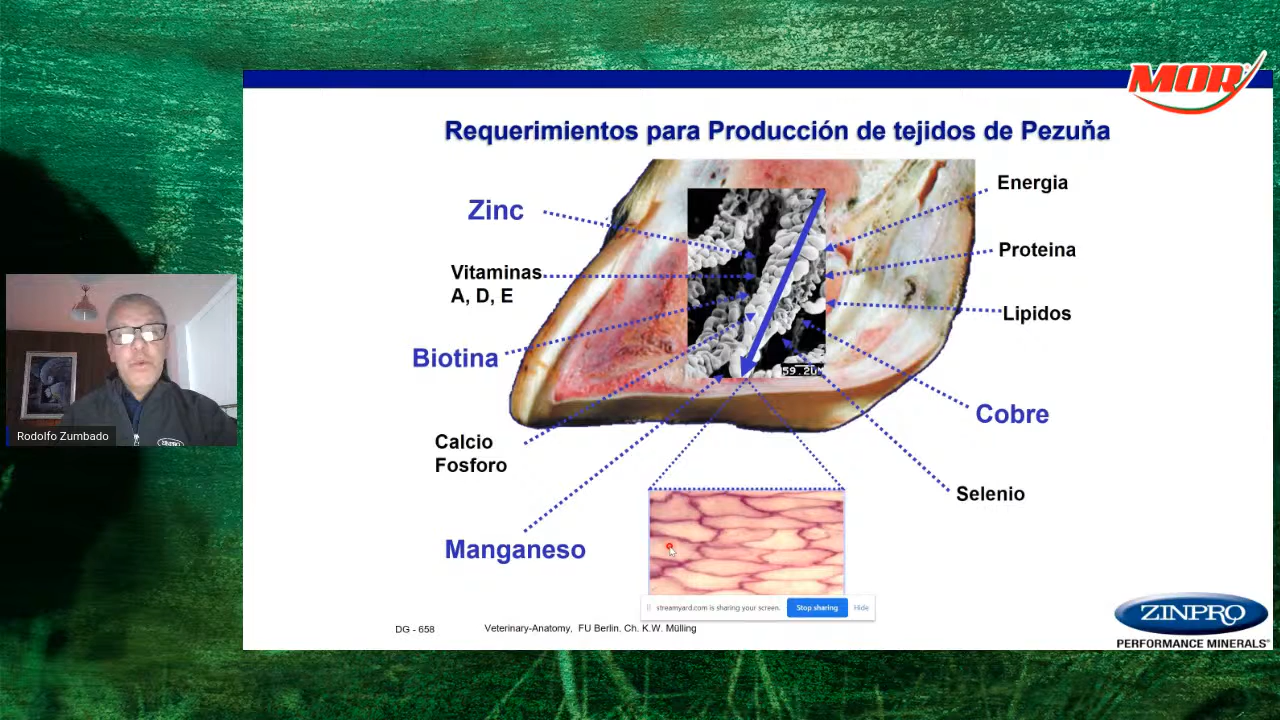 MOR
Requerimientos para Producción de tejidos de Pezuňa
Energia
Zinc
Proteina
Vitaminas
A, D, E
Lipidos
Biotina
59.20M
Cobre
Rodolfo Zumbado
Calcio
Fosforo
Selenio
Manganeso
streamyard.com is sharing your screen.
Stop sharing
Hide
DG - 658
Veterinary-Anatomy, FU Berlin. Ch. K.W. Mülling
ZINPRO
PERFORMANCE MINERALS®